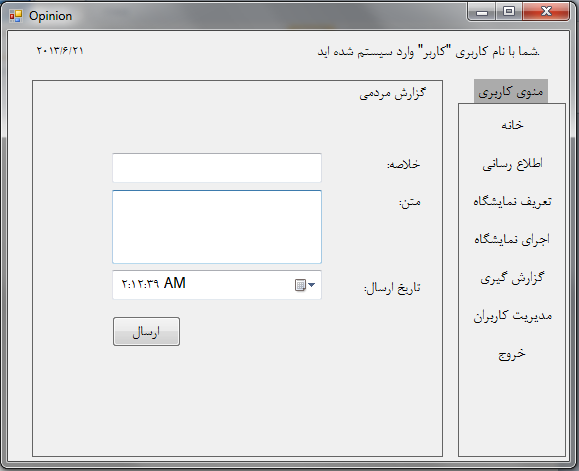 Opinion
.شما با نام کاربری "کاربر" وارد سیستم شده اید
۲۰۱۳/۶/۲۱
منوی کاربری
خانه
اطلاع رسانی
تعریف نمایشگاه
اجرای نمایشگاه
گزارش گیری
مدیریت کاربران
خروج
گزارش مردمی
خلاصه:
متن:
تاریخ ارسال:
۲:۱۲:۳۹ AM
ارسال